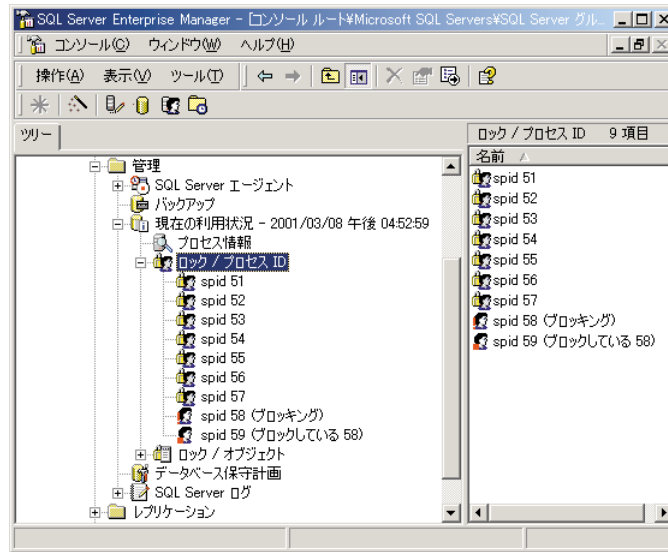 SQL Server Enterprise Manager - [コンソール ルート¥Microsoft SQL Servers¥SQL Server グル...
コンソール(C) ウィンドウ(W) ヘルプ(H)
操作(A) 表示(V) ツール(T)
ツリー
ロック / プロセス ID 9 項目
名前
管理
SQL Server エージェント
バックアップ
現在の利用状況 - 2001/03/08 午後 04:52:59
プロセス情報
ロック / プロセス ID
spid 51
spid 52
spid 53
spid 54
spid 55
spid 56
spid 57
spid 58 (ブロッキング)
spid 59 (ブロックしている 58)
ロック / オブジェクト
データベース保守計画
SQL Server ログ
レプリケーション
spid 51
spid 52
spid 53
spid 54
spid 55
spid 56
spid 57
spid 58 (ブロッキング)
spid 59 (ブロックしている 58)